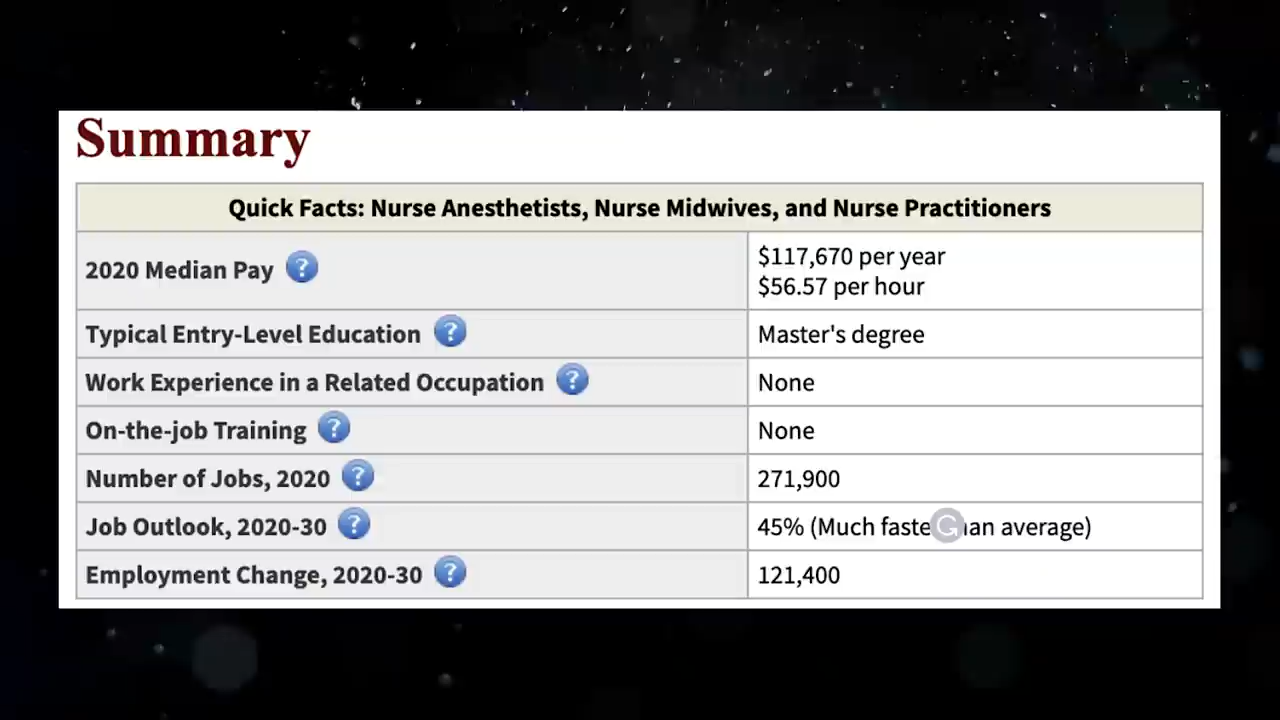 Summary
Quick Facts: Nurse Anesthetists, Nurse Midwives, and Nurse Practitioners
2020 Median Pay ?
$117,670 per year
$56.57 per hour
Typical Entry-Level Education ?
Master's degree
Work Experience in a Related Occupation ?
None
On-the-job Training ?
None
Number of Jobs, 2020 ?
271,900
Job Outlook, 2020-30 ?
45% (Much average)
Employment Change, 2020-30 ?
121,400